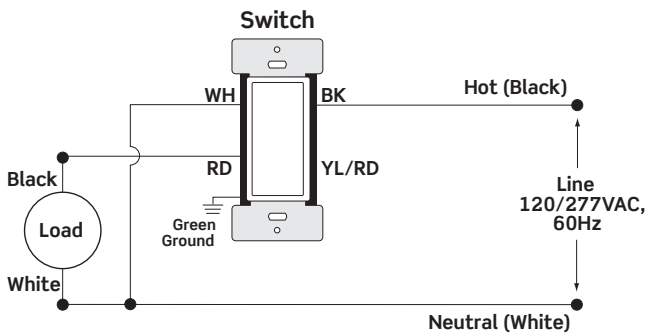 Switch
WH
BK
Hot (Black)
RD
YL/RD
Black
Load
White
Green
Ground
Line
120/277VAC,
60Hz
Neutral (White)